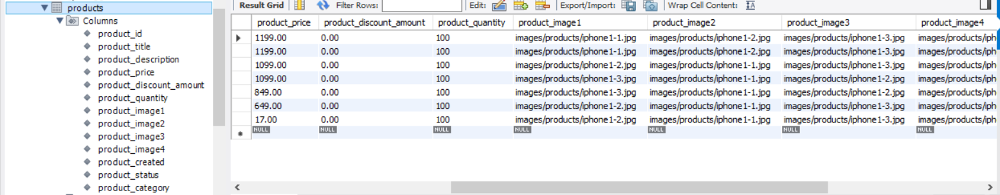 products
Columns
product_id
product_title
product_description
product_price
product_discount_amount
product_quantity
product_image1
product_image2
product_image3
product_image4
product_created
product_status
product_category
Result Grid Filter Rows: Edit: Export/Import: Wrap Cell Content:
product_price product_discount_amount product_quantity product_image1 product_image2 product_image3 product_image4
1199.00 0.00 100 images/products/iphone1-1.jpg images/products/iphone1-2.jpg images/products/iphone1-3.jpg images/products/iph
1199.00 0.00 100 images/products/iphone1-1.jpg images/products/iphone1-2.jpg images/products/iphone1-3.jpg images/products/iph
1099.00 0.00 100 images/products/iphone1-2.jpg images/products/iphone1-1.jpg images/products/iphone1-3.jpg images/products/iph
1099.00 0.00 100 images/products/iphone1-3.jpg images/products/iphone1-1.jpg images/products/iphone1-2.jpg images/products/iph
849.00 0.00 100 images/products/iphone1-3.jpg images/products/iphone1-1.jpg images/products/iphone1-2.jpg images/products/iph
649.00 0.00 100 images/products/iphone1-2.jpg images/products/iphone1-1.jpg images/products/iphone1-3.jpg images/products/iph
17.00 0.00 100 images/products/iphone1-2.jpg images/products/iphone1-1.jpg images/products/iphone1-3.jpg images/products/iph
NULL NULL NULL NULL NULL NULL NULL